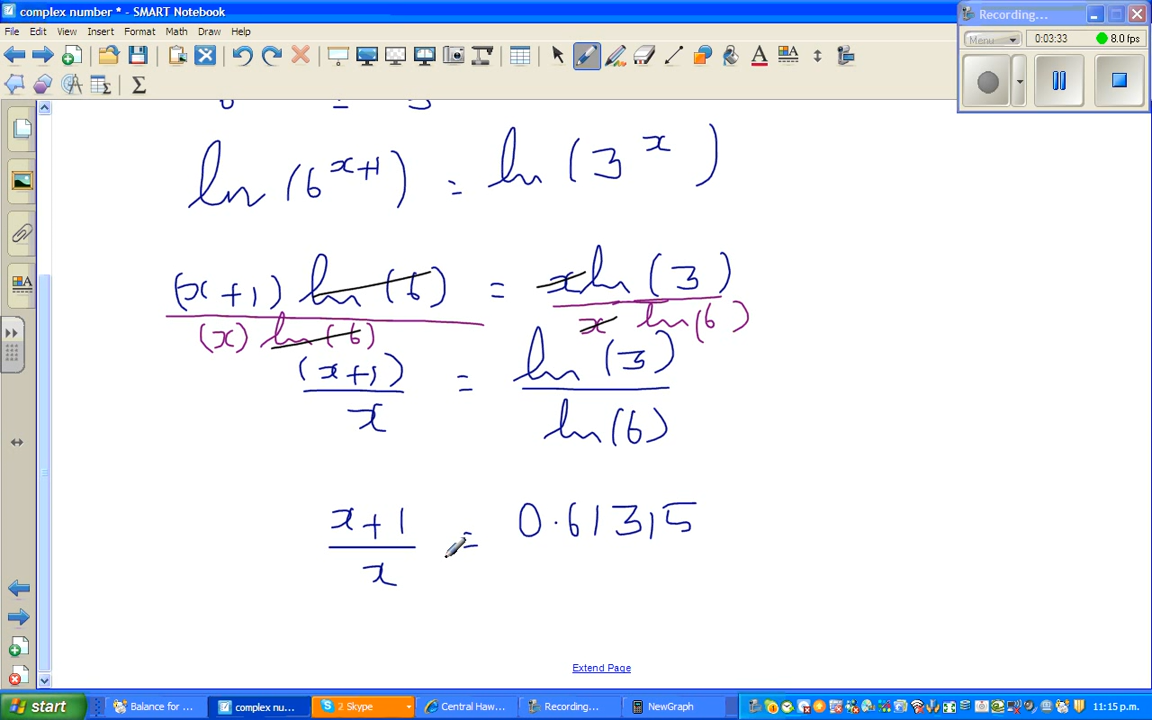 complex number * - SMART Notebook
Recording...
File Edit View Insert Format Math Draw Help
Menu 0:03:33 8.0 fps
ln (6^{x+1}) = ln (3^{x})
(x+1) ln (6) = x ln (3)
(x) ln (6) x ln (6)
(x+1) = ln (3)
x ln (6)
x+1 = 0.61315
x
Extend Page
start Balance for ... complex nu... 2 Skype Central Haw... Recording... NewGraph 11:15 p.m.